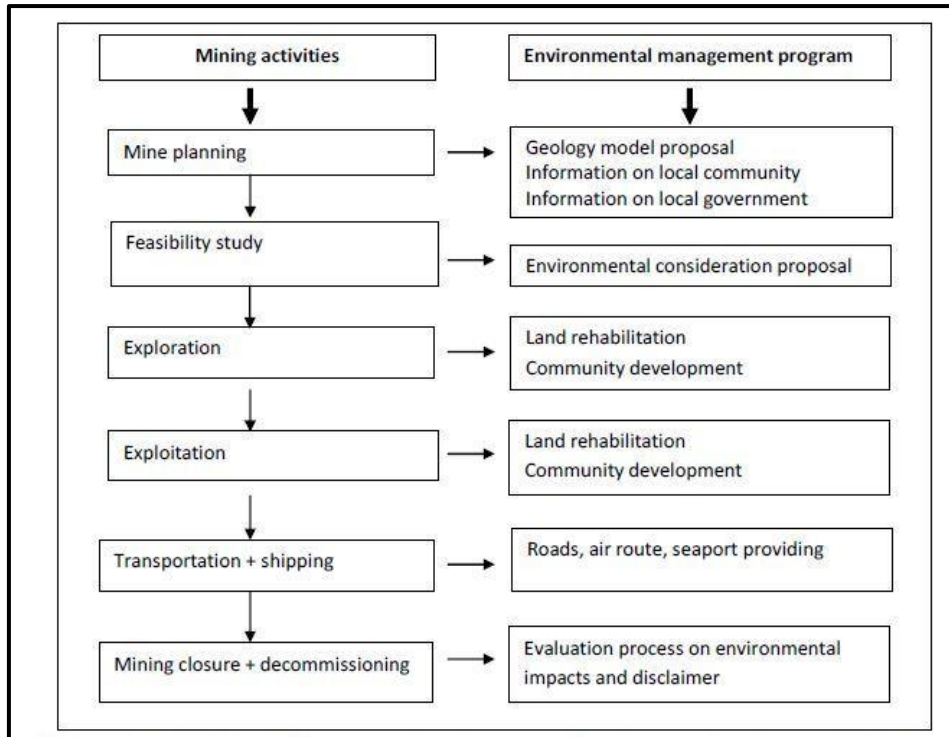 Mining activities
Environmental management program
Mine planning
Geology model proposal
Information on local community
Information on local government
Feasibility study
Environmental consideration proposal
Exploration
Land rehabilitation
Community development
Exploitation
Land rehabilitation
Community development
Transportation + shipping
Roads, air route, seaport providing
Mining closure + decommissioning
Evaluation process on environmental
impacts and disclaimer